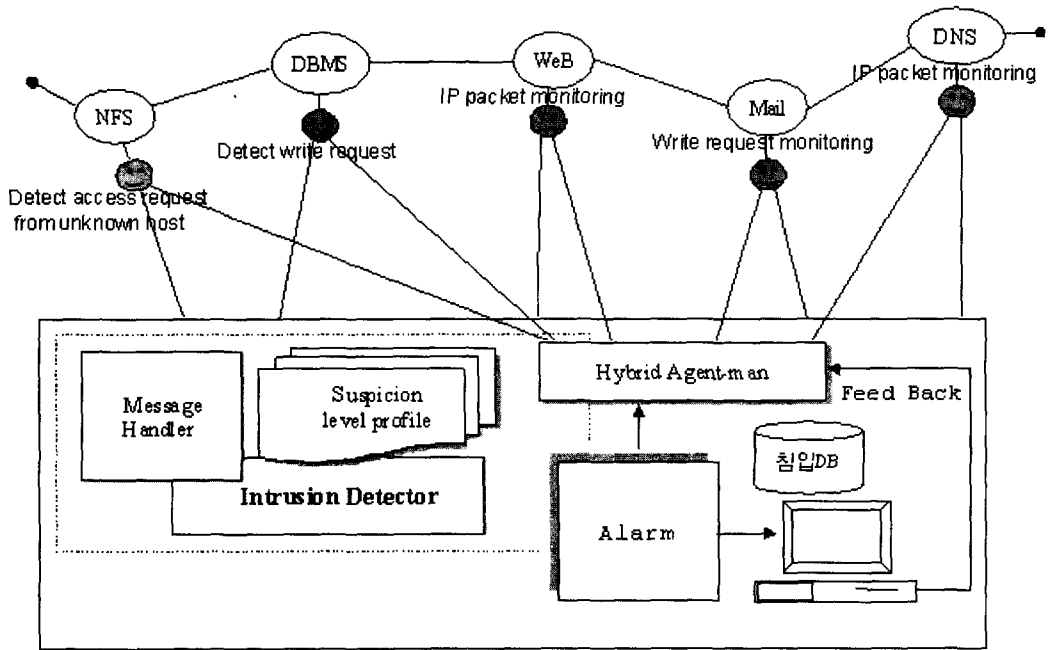 DNS
WeB
DBMS
IP packet monitoring
IP packet monitoring
Mail
NFS
Write request monitoring
Detect write request
Detect access request
from unknown host
Hybrid Agent-man
Feed Back
Suspicion
level profile
Message
Handler
침입DB
Intrusion Detector
Alarm